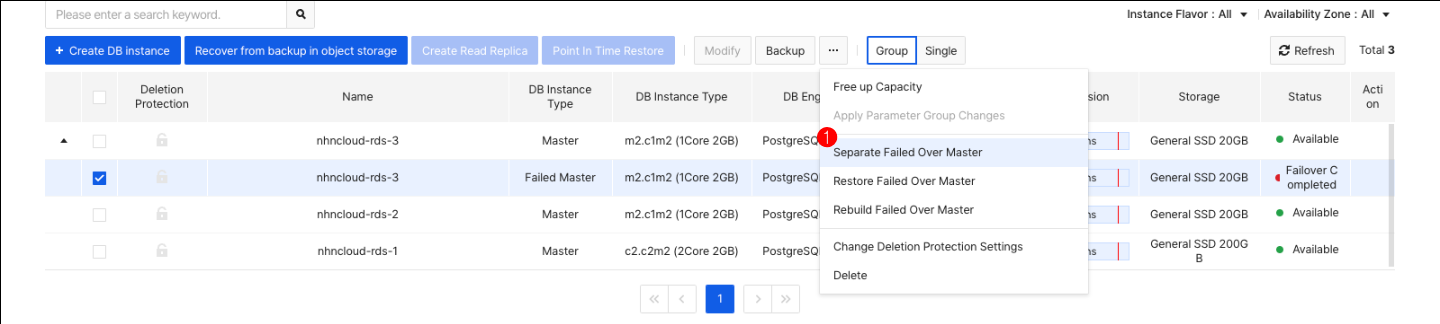 Please enter a search keyword.
Instance Flavor : All
Availability Zone : All
+ Create DB instance
Recover from backup in object storage
Create Read Replica
Point In Time Restore
Modify
Backup
···
Group
Single
Refresh
Total 3
Deletion
Protection
Name
DB Instance
Type
DB Instance Type
DB Eng
sion
Storage
Status
Acti
on
nhncloud-rds-3
Master
m2.c1m2 (1Core 2GB)
PostgreSQ
ns
General SSD 20GB
Available
nhncloud-rds-3
Failed Master
m2.c1m2 (1Core 2GB)
PostgreSQ
ns
General SSD 20GB
Failover C
ompleted
nhncloud-rds-2
Master
m2.c1m2 (1Core 2GB)
PostgreSQ
ns
General SSD 20GB
Available
nhncloud-rds-1
Master
c2.c2m2 (2Core 2GB)
PostgreSQ
ns
General SSD 200G
B
Available
Free up Capacity
Apply Parameter Group Changes
1
Separate Failed Over Master
Restore Failed Over Master
Rebuild Failed Over Master
Change Deletion Protection Settings
Delete
1